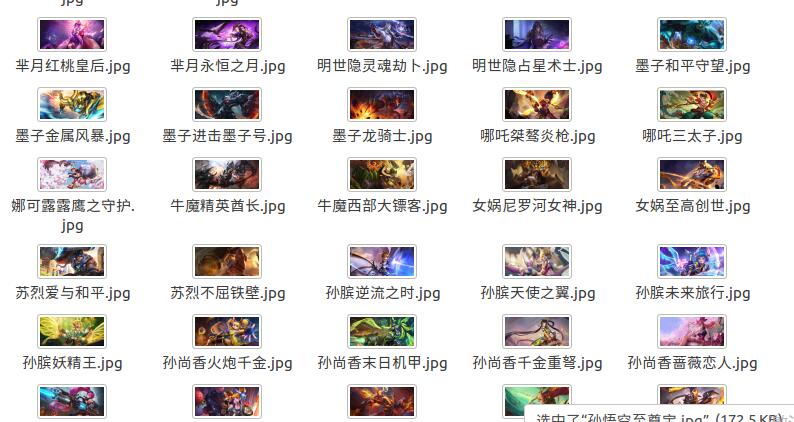 jpg jpg
芈月红桃皇后.jpg 芈月永恒之月.jpg 明世隐灵魂劫卜.jpg 明世隐占星术士.jpg 墨子和平守望.jpg
墨子金属风暴.jpg 墨子进击墨子号.jpg 墨子龙骑士.jpg 哪吒桀骜炎枪.jpg 哪吒三太子.jpg
娜可露露鹰之守护. 牛魔精英酋长.jpg 牛魔西部大镖客.jpg 女娲尼罗河女神.jpg 女娲至高创世.jpg
jpg
苏烈爱与和平.jpg 苏烈不屈铁壁.jpg 孙膑逆流之时.jpg 孙膑天使之翼.jpg 孙膑未来旅行.jpg
孙膑妖精王.jpg 孙尚香火炮千金.jpg 孙尚香末日机甲.jpg 孙尚香千金重弩.jpg 孙尚香蔷薇恋人.jpg
选中了“孙悟空至尊宝.jpg” (172.5 KB)